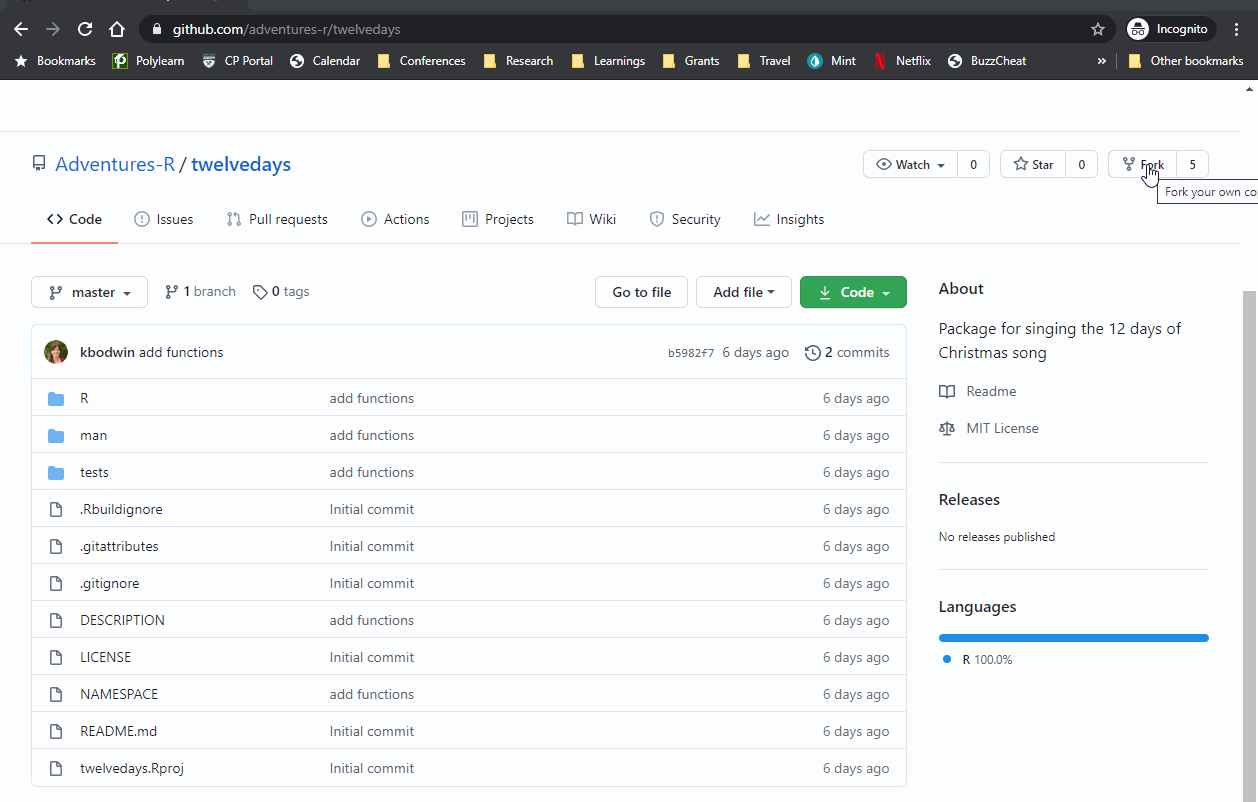 github.com/adventures-r/twelvedays Incognito
Bookmarks Polylearn CP Portal Calendar Conferences Research Learnings Grants Travel Mint Netflix BuzzCheat » Other bookmarks
Adventures-R / twelvedays Watch 0 Star 0 Fork 5
Fork your own co
Code Issues Pull requests Actions Projects Wiki Security Insights
master 1 branch 0 tags Go to file Add file Code
kbodwin add functions b5982f7 6 days ago 2 commits
R add functions 6 days ago
man add functions 6 days ago
tests add functions 6 days ago
.Rbuildignore Initial commit 6 days ago
.gitattributes Initial commit 6 days ago
.gitignore Initial commit 6 days ago
DESCRIPTION add functions 6 days ago
LICENSE Initial commit 6 days ago
NAMESPACE add functions 6 days ago
README.md Initial commit 6 days ago
twelvedays.Rproj Initial commit 6 days ago
About
Package for singing the 12 days of
Christmas song
Readme
MIT License
Releases
No releases published
Languages
R 100.0%